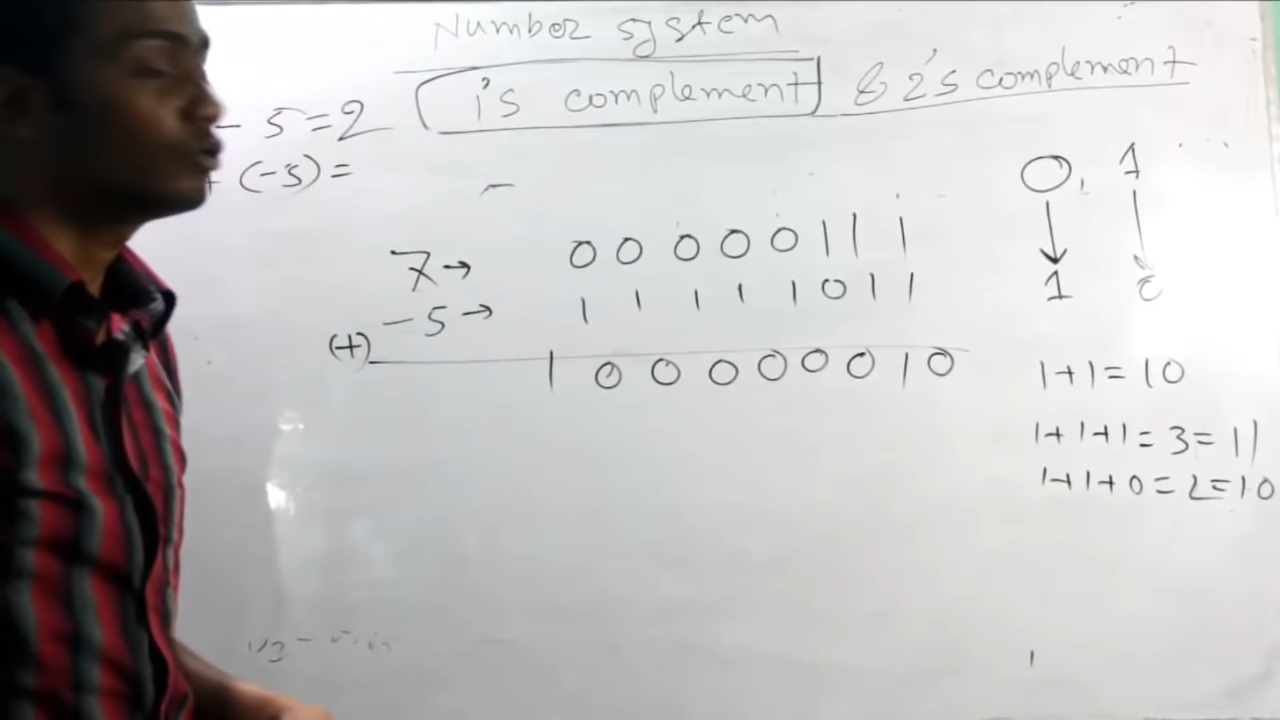 Number system
1's complement & 2's complement
- 5 = 2
+ (-5) =
0, 1
7 → 0 0 0 0 0 1 1 1
-5 → 1 1 1 1 1 0 1 1
1
(+)
1 0 0 0 0 0 0 1 0
1+1 = 10
1+1+1 = 3 = 11
1+1+0 = 2 = 10